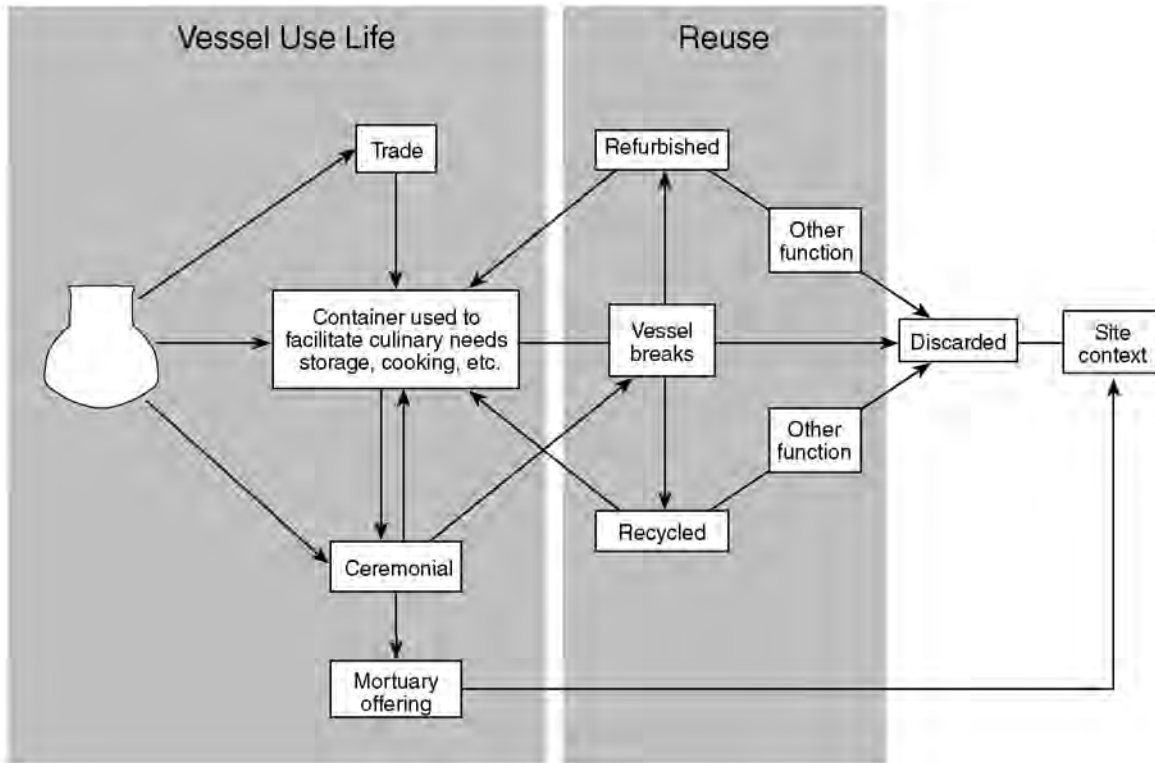 Vessel Use Life
Reuse
Trade
Refurbished
Other
function
Container used to
facilitate culinary needs
storage, cooking, etc.
Vessel
breaks
Discarded
Site
context
Other
function
Recycled
Ceremonial
Mortuary
offering